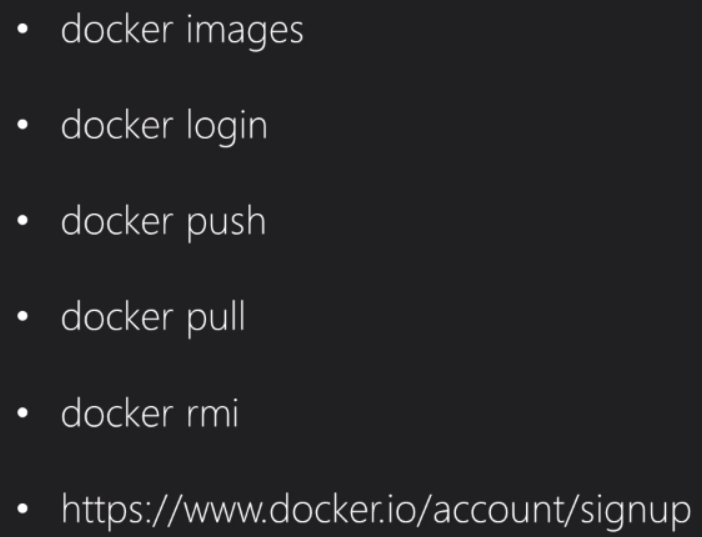 • docker images
• docker login
• docker push
• docker pull
• docker rmi
• https://www.docker.io/account/signup